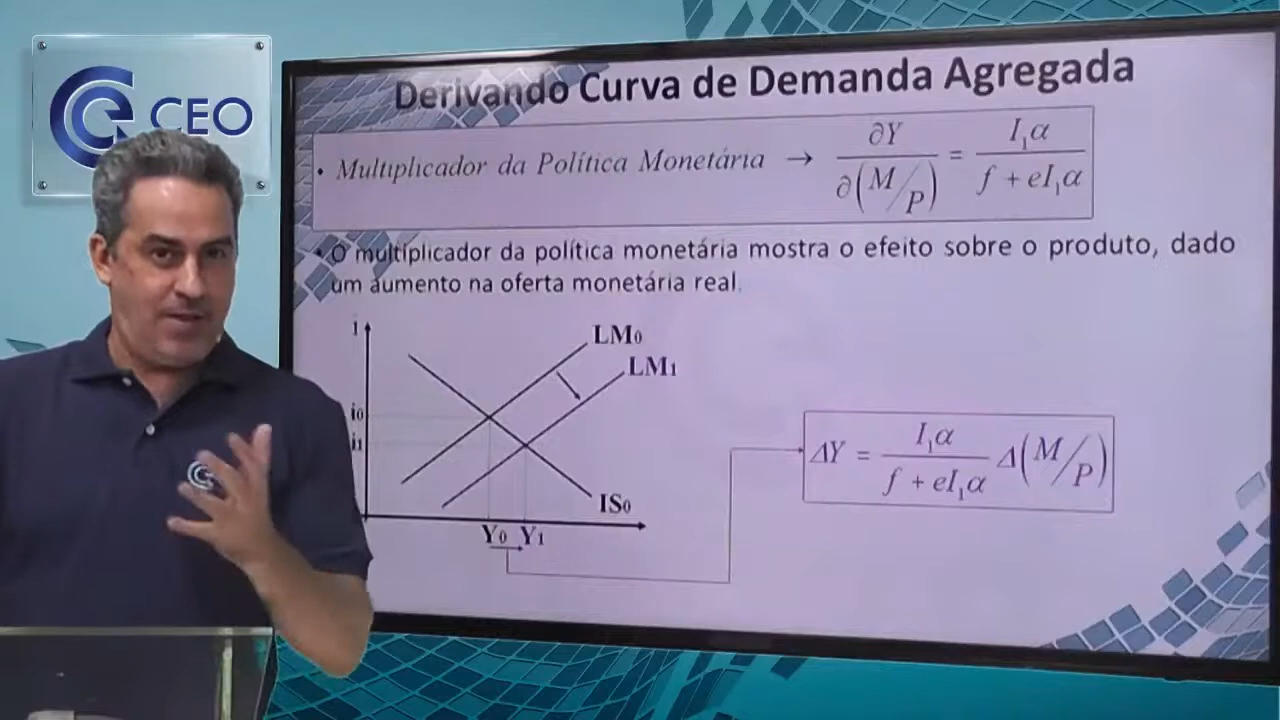 CEO
Derivando Curva de Demanda Agregada
• Multiplicador da Política Monetária → ∂Y / ∂(M/P) = I₁α / f + eI₁α
• O multiplicador da política monetária mostra o efeito sobre o produto, dado
um aumento na oferta monetária real.
i
LM₀
LM₁
i₀
i₁
ΔY = I₁α / f + eI₁α Δ(M/P)
IS₀
Y₀ Y₁